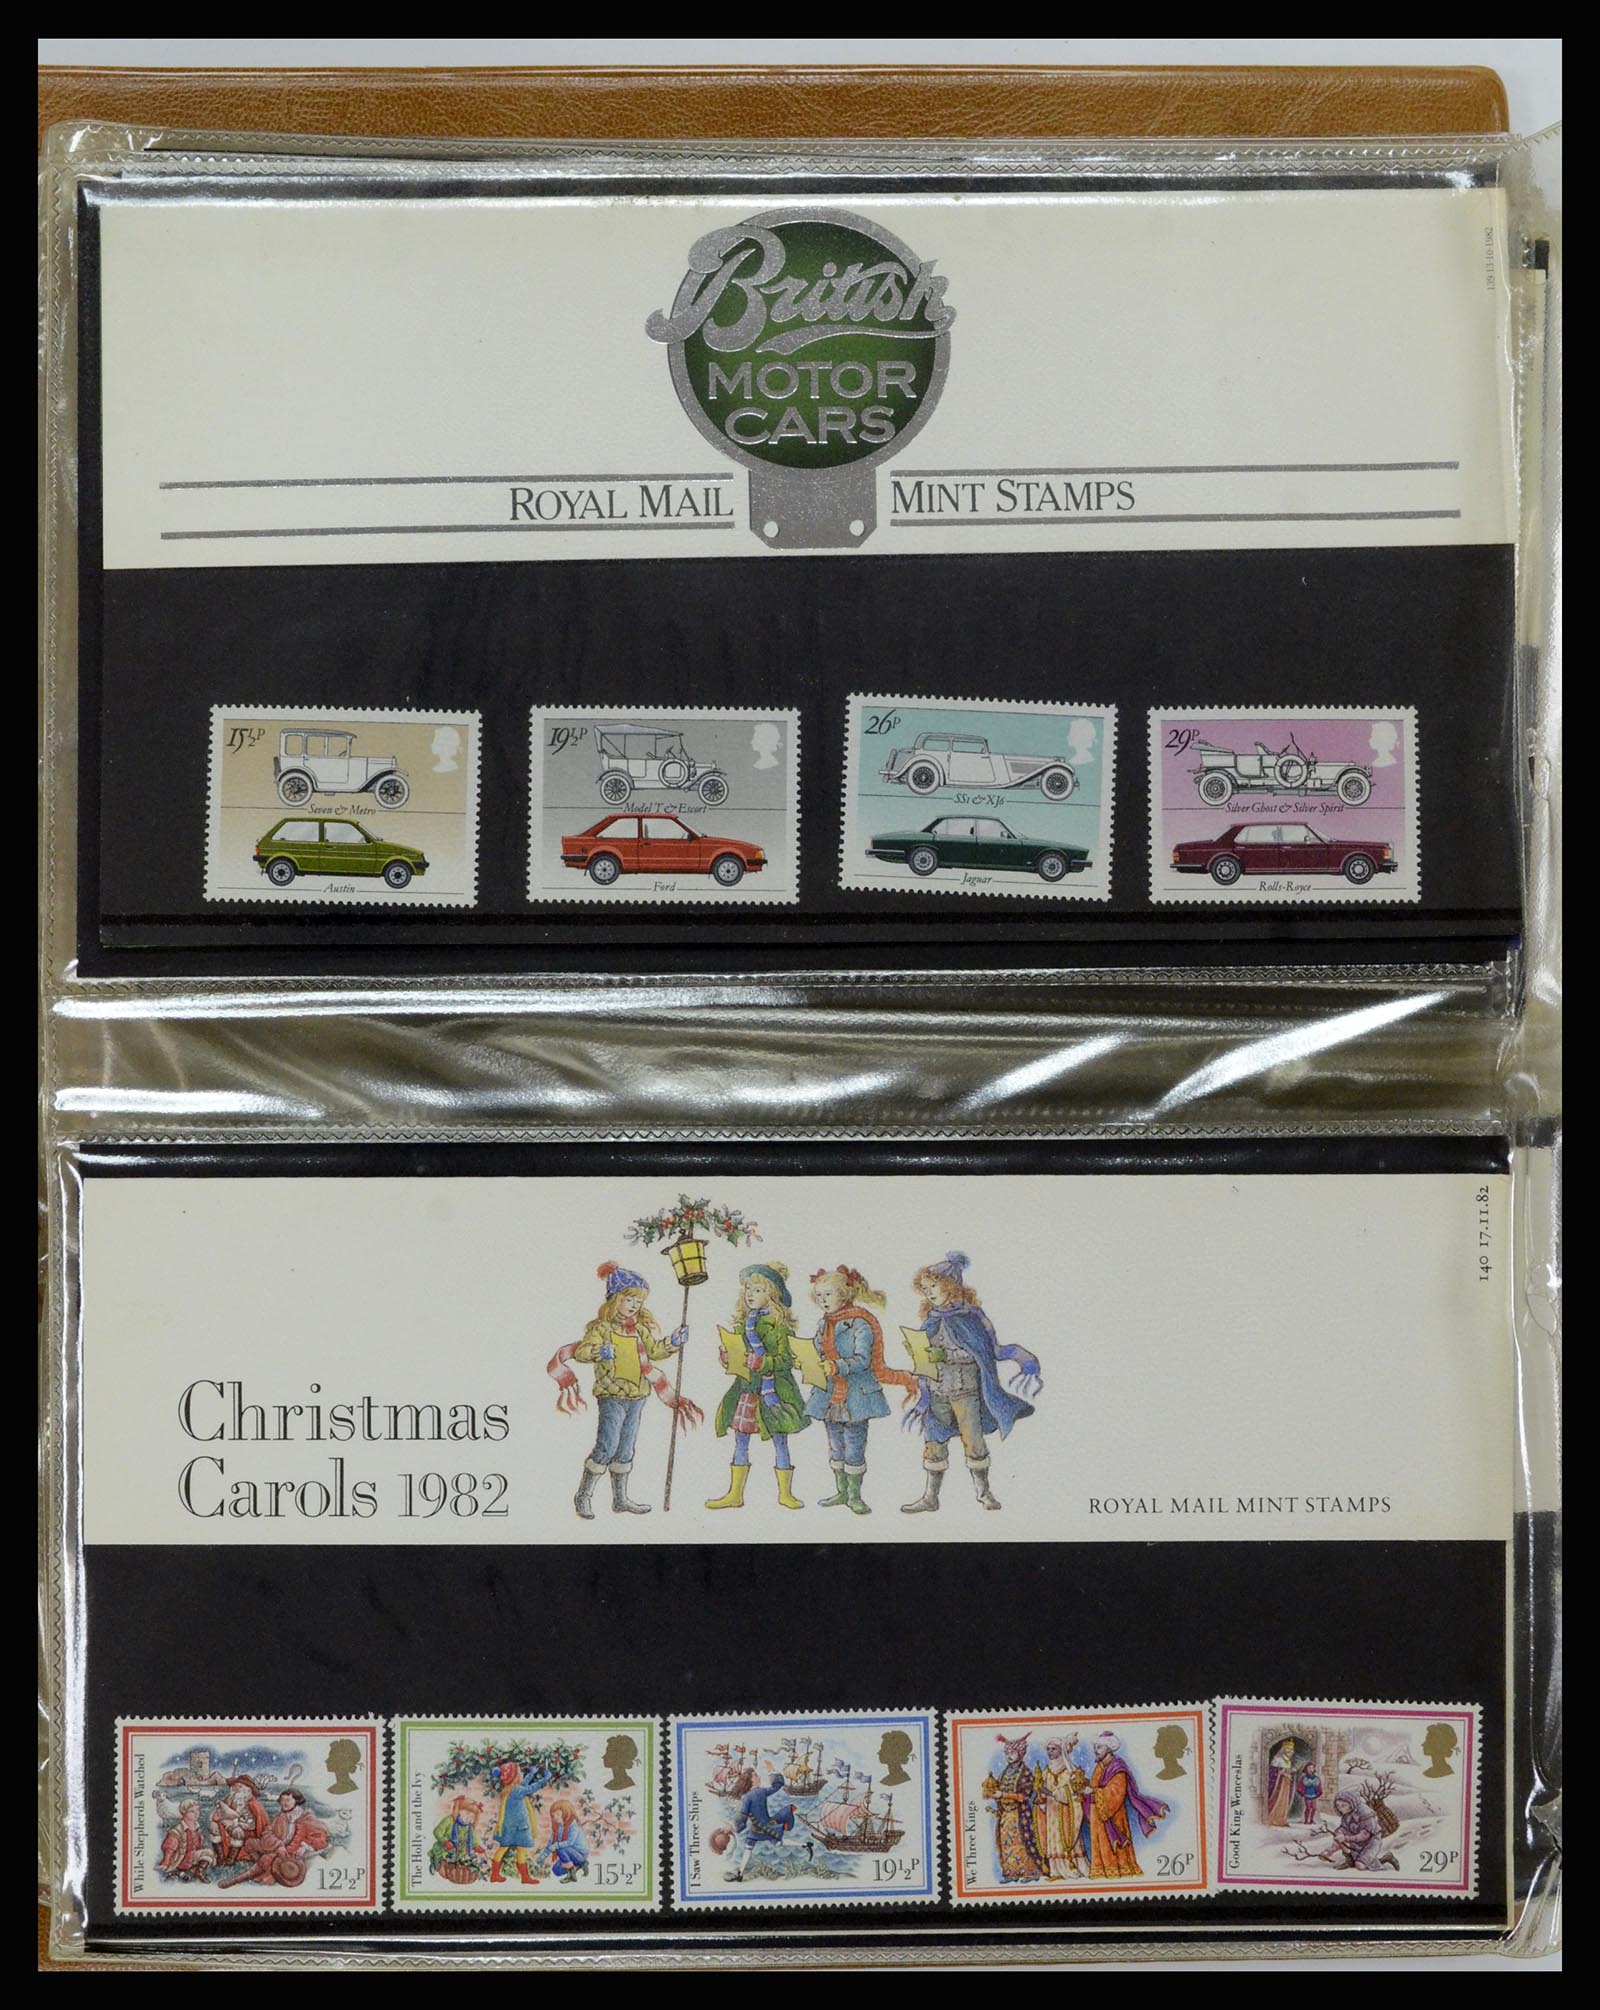 British
MOTOR
CARS
139 13·10·1982
ROYAL MAIL MINT STAMPS
15½P
Seven & Metro
Austin
19½P
Model T & Escort
Ford
26P
SS1 & XJ6
Jaguar
29P
Silver Ghost & Silver Spirit
Rolls-Royce
140 17.11.82
Christmas
Carols 1982
ROYAL MAIL MINT STAMPS
While Shepherds Watched
12½P
The Holly and the Ivy
15½P
I Saw Three Ships
19½P
We Three Kings
26P
Good King Wenceslas
29P